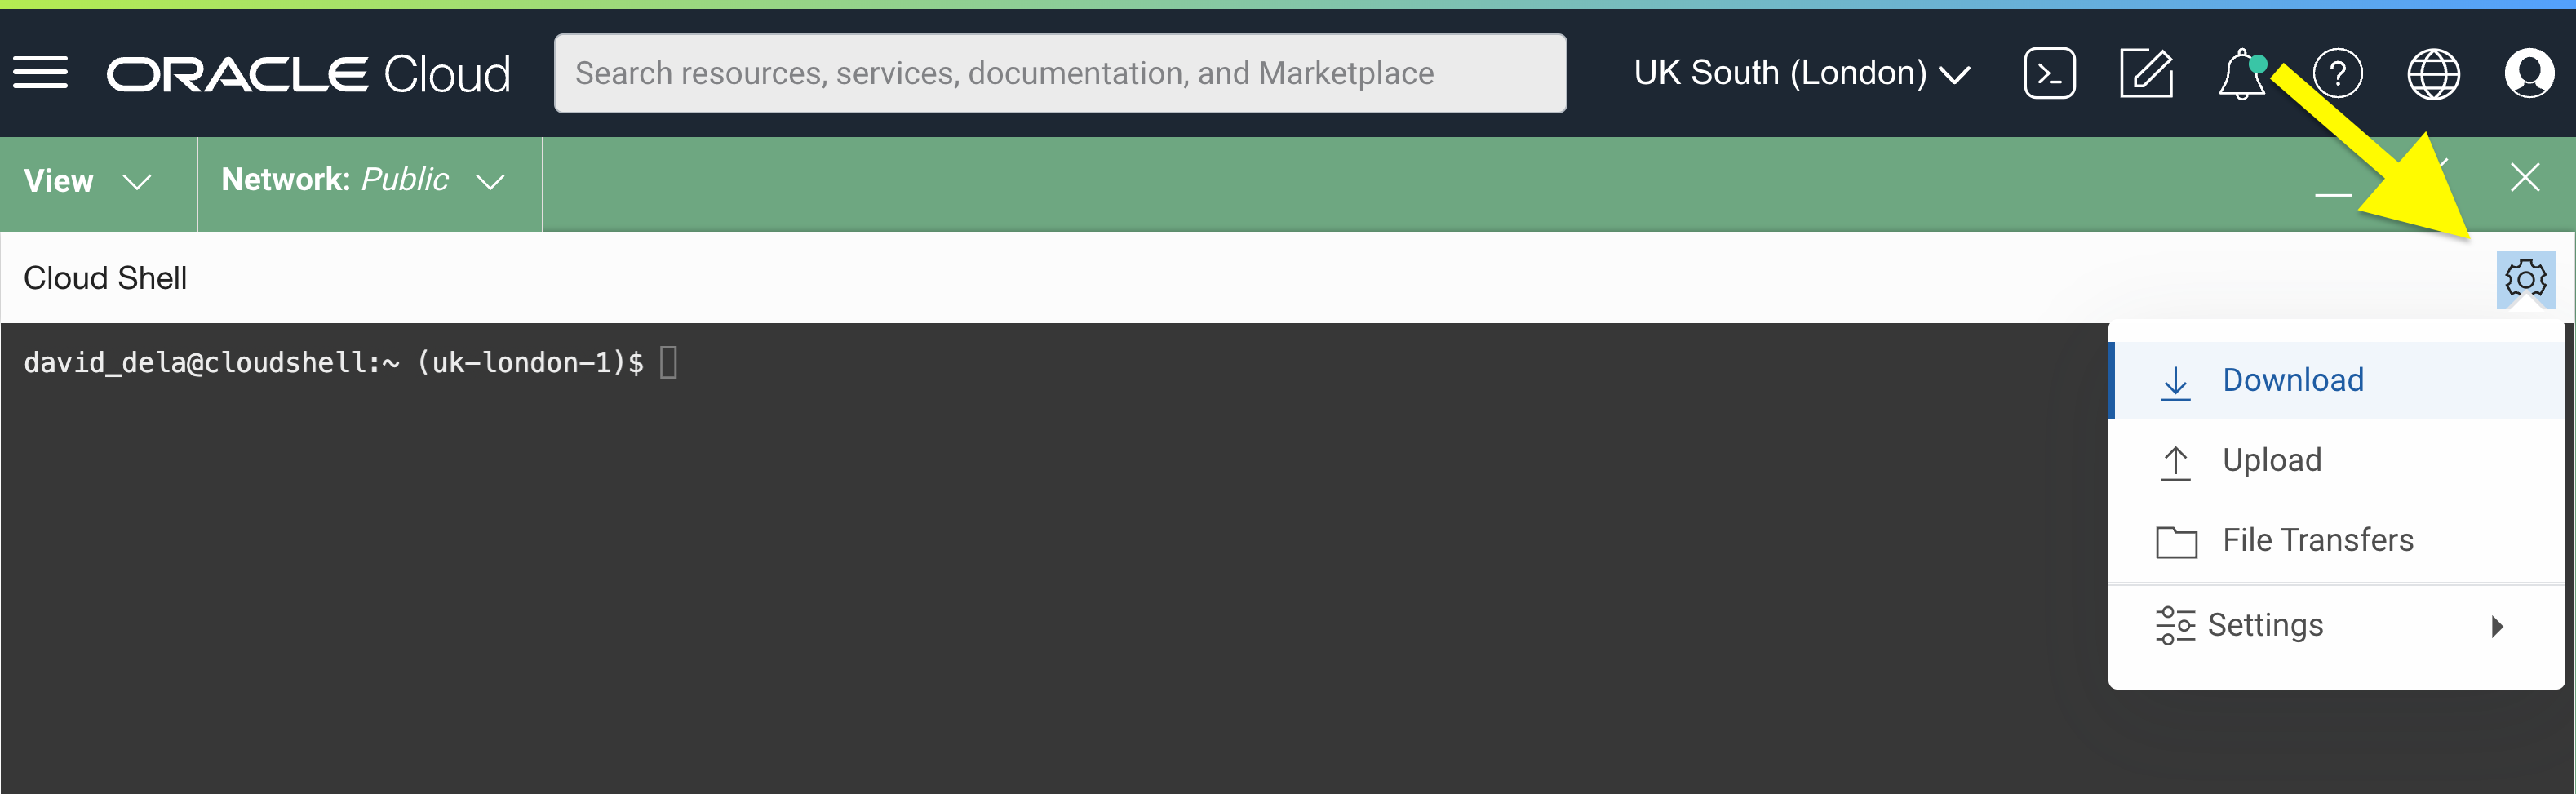 ORACLE Cloud
Search resources, services, documentation, and Marketplace
UK South (London)
View
Network: Public
Cloud Shell
david_dela@cloudshell:~ (uk-london-1)$
Download
Upload
File Transfers
Settings